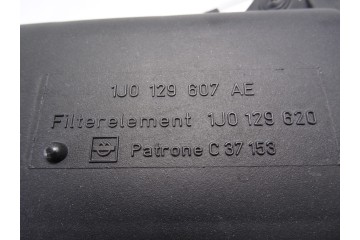 1J0 129 607 AE
Filterelement 1J0 129 620
Patrone C 37 153